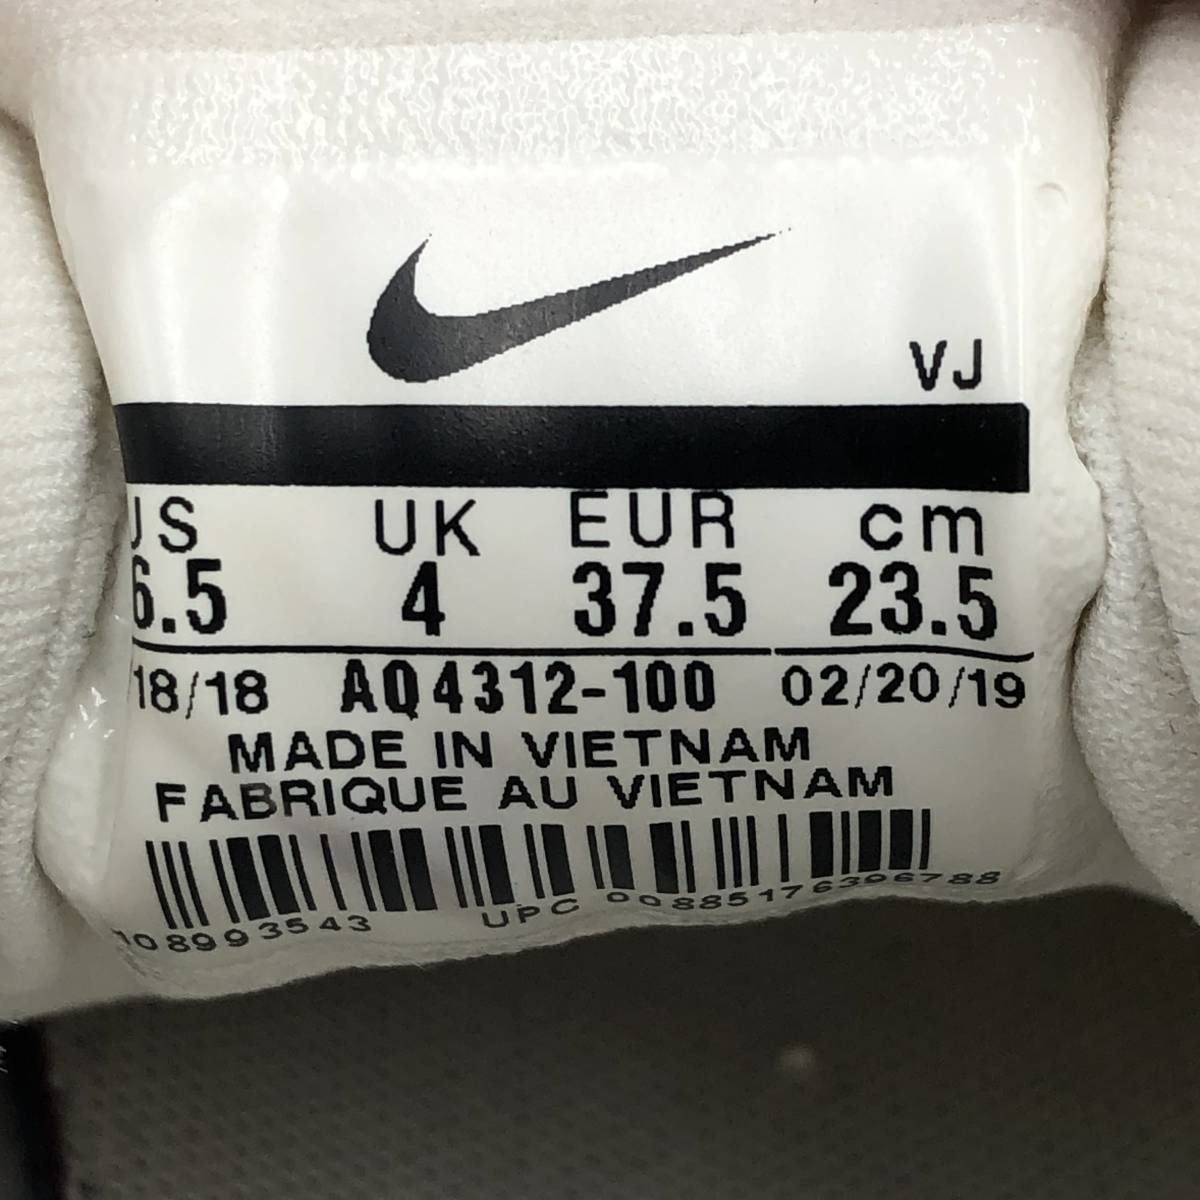 VJ
US UK EUR cm
6.5 4 37.5 23.5
18/18 AQ4312-100 02/20/19
MADE IN VIETNAM
FABRIQUE AU VIETNAM
108993543 UPC 00885176396788